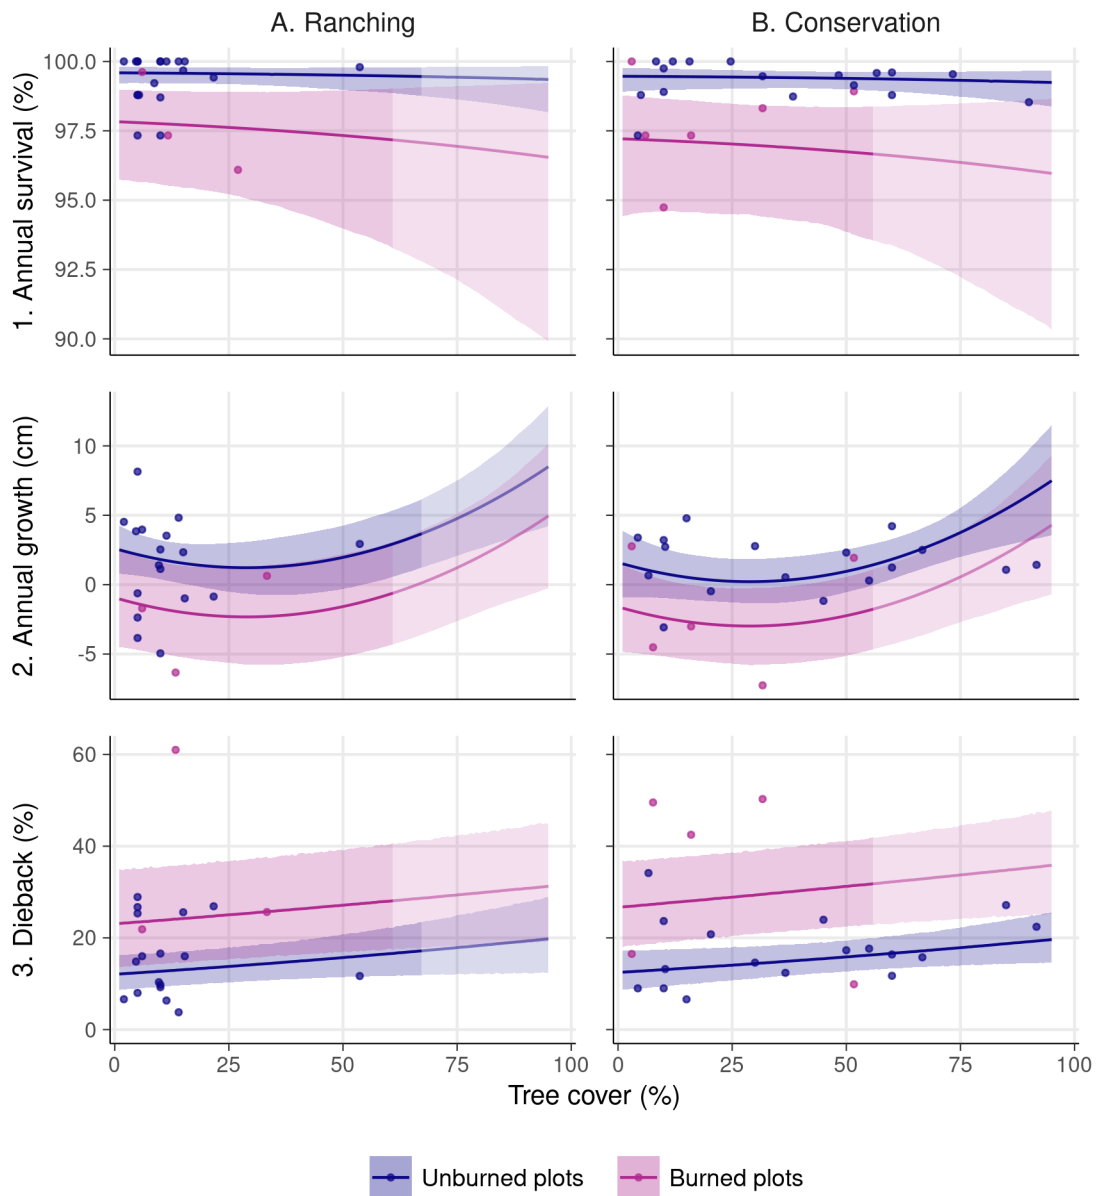 A. Ranching
B. Conservation
1. Annual survival (%)
100.0
97.5
95.0
92.5
90.0
2. Annual growth (cm)
10
5
0
-5
3. Dieback (%)
60
40
20
0
0 25 50 75 100
0 25 50 75 100
Tree cover (%)
Unburned plots
Burned plots